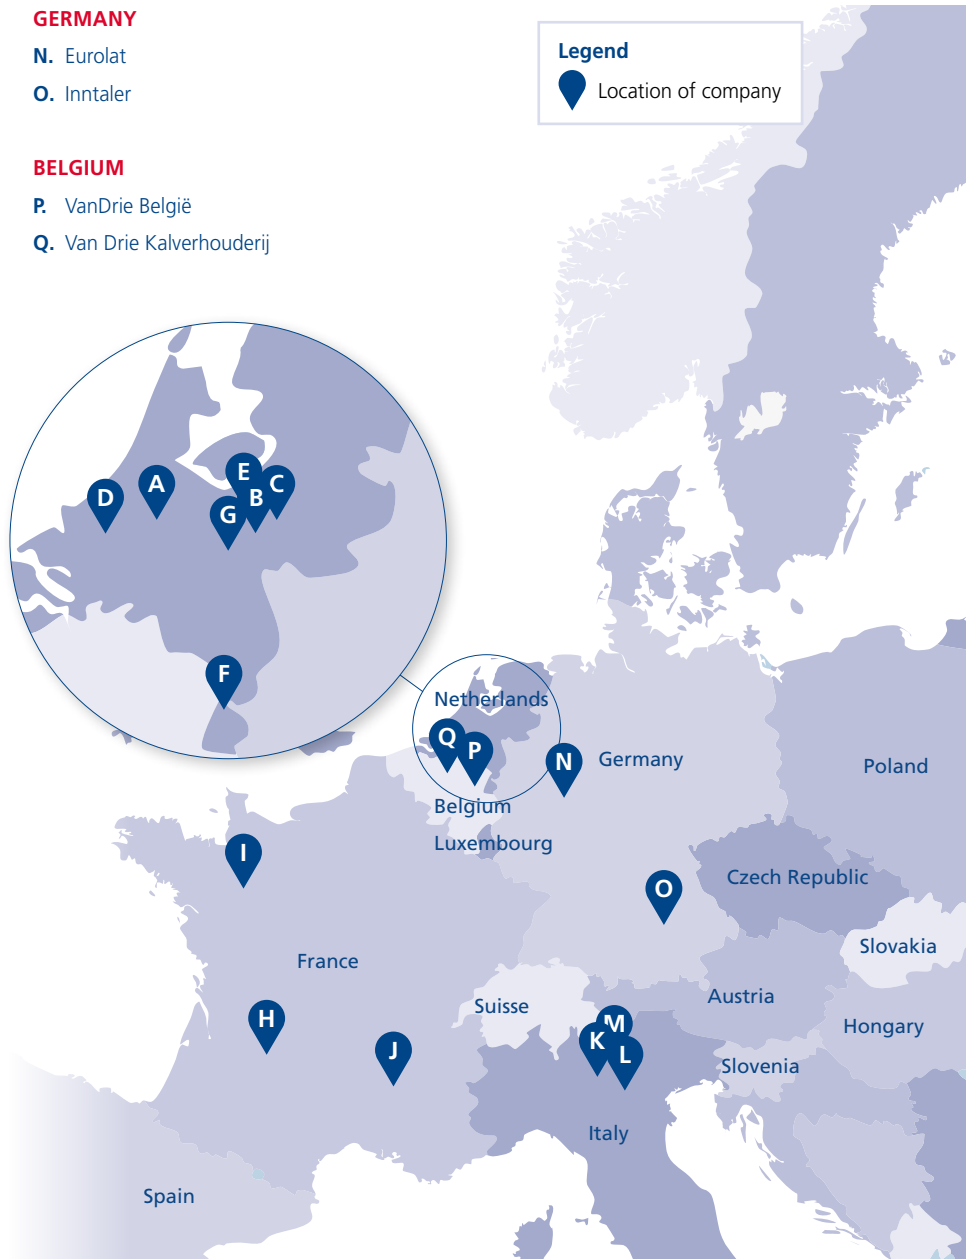 GERMANY
N. Eurolat
O. Inntaler
BELGIUM
P. VanDrie België
Q. Van Drie Kalverhouderij
Legend
Location of company
E
C
A
D
B
G
F
Netherlands
Q
P
N
Germany
Poland
Belgium
Luxembourg
I
O
Czech Republic
Slovakia
France
Suisse
Austria
H
M
Hongary
K
J
L
Slovenia
Italy
Spain